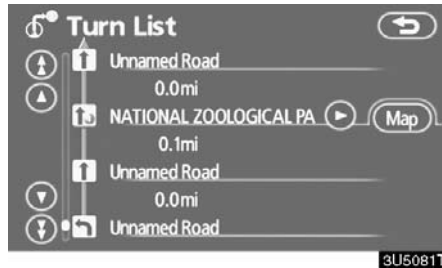 Turn List
Unnamed Road
0.0mi
NATIONAL ZOOLOGICAL PA
Map
0.1mi
Unnamed Road
0.0mi
Unnamed Road
3U5081T